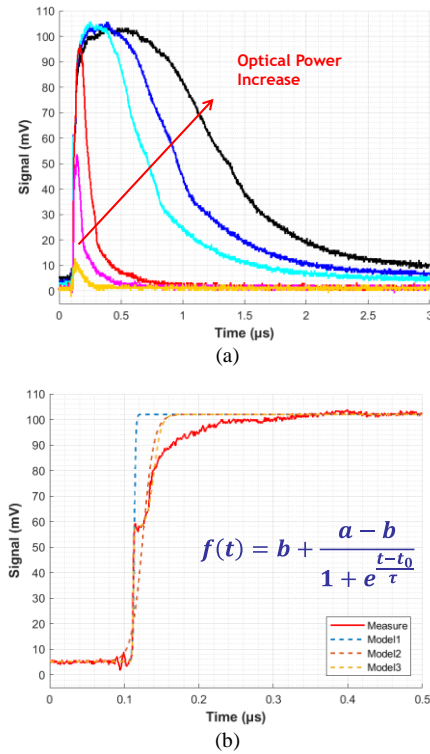 110
100
90
80
70
60
50
40
30
20
10
0
Signal (mV)
Optical Power
Increase
0 0.5 1 1.5 2 2.5 3
Time (µs)
(a)
110
100
90
80
70
60
50
40
30
20
10
0
Signal (mV)
f(t) = b + \frac{a − b}{1 + e^{\frac{t−t_0}{τ}}}
Measure
Model1
Model2
Model3
0 0.1 0.2 0.3 0.4 0.5
Time (µs)
(b)